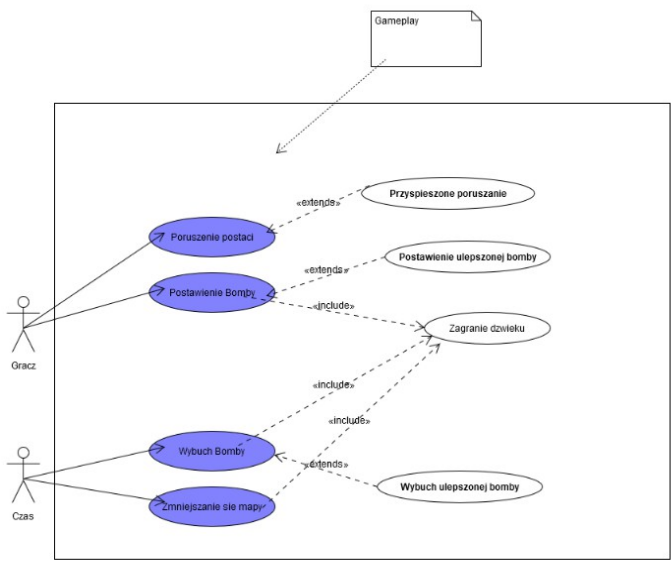 Gameplay
Przyspieszone poruszanie
«extends»
Poruszenie postaci
Postawienie ulepszonej bomby
«extends»
Postawienie Bomby
«include»
Zagranie dzwieku
Gracz
«include»
«include»
Wybuch Bomby
«extends»
Wybuch ulepszonej bomby
Zmniejszanie sie mapy
Czas